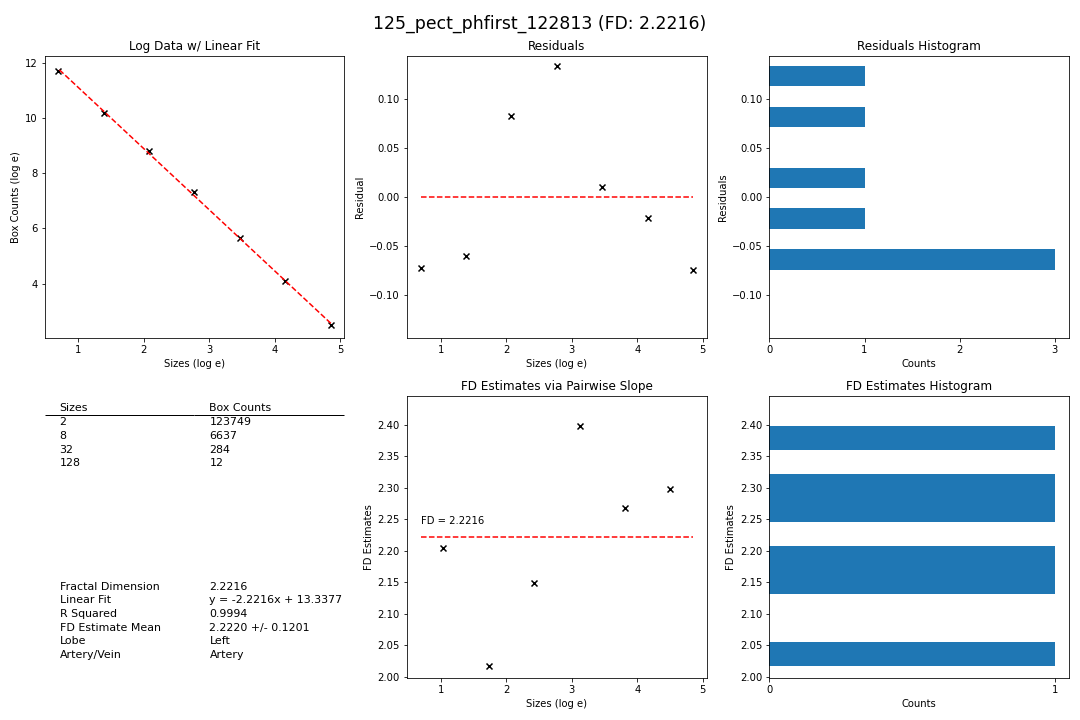 125_pect_phfirst_122813 (FD: 2.2216)
Log Data w/ Linear Fit
Box Counts (log e)
12
10
8
6
4
1 2 3 4 5
Sizes (log e)
Residuals
Residual
0.10
0.05
0.00
−0.05
−0.10
1 2 3 4 5
Sizes (log e)
Residuals Histogram
Residuals
0.10
0.05
0.00
−0.05
−0.10
0 1 2 3
Counts
Sizes Box Counts
2 123749
8 6637
32 284
128 12
Fractal Dimension 2.2216
Linear Fit y = -2.2216x + 13.3377
R Squared 0.9994
FD Estimate Mean 2.2220 +/- 0.1201
Lobe Left
Artery/Vein Artery
FD Estimates via Pairwise Slope
FD Estimates
2.40
2.35
2.30
2.25
2.20
2.15
2.10
2.05
2.00
FD = 2.2216
1 2 3 4 5
Sizes (log e)
FD Estimates Histogram
FD Estimates
2.40
2.35
2.30
2.25
2.20
2.15
2.10
2.05
2.00
0 1
Counts